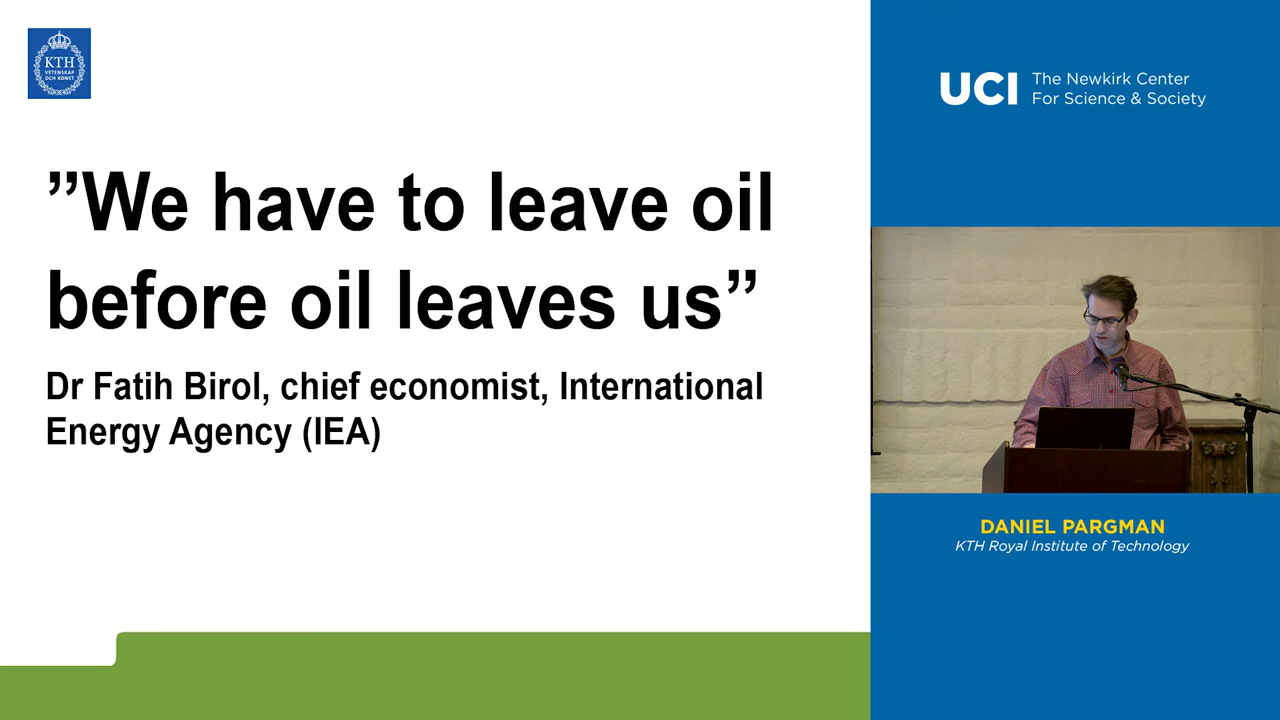 KTH
VETENSKAP
OCH KONST
”We have to leave oil
before oil leaves us”
Dr Fatih Birol, chief economist, International
Energy Agency (IEA)
UCI
The Newkirk Center
For Science & Society
DANIEL PARGMAN
KTH Royal Institute of Technology